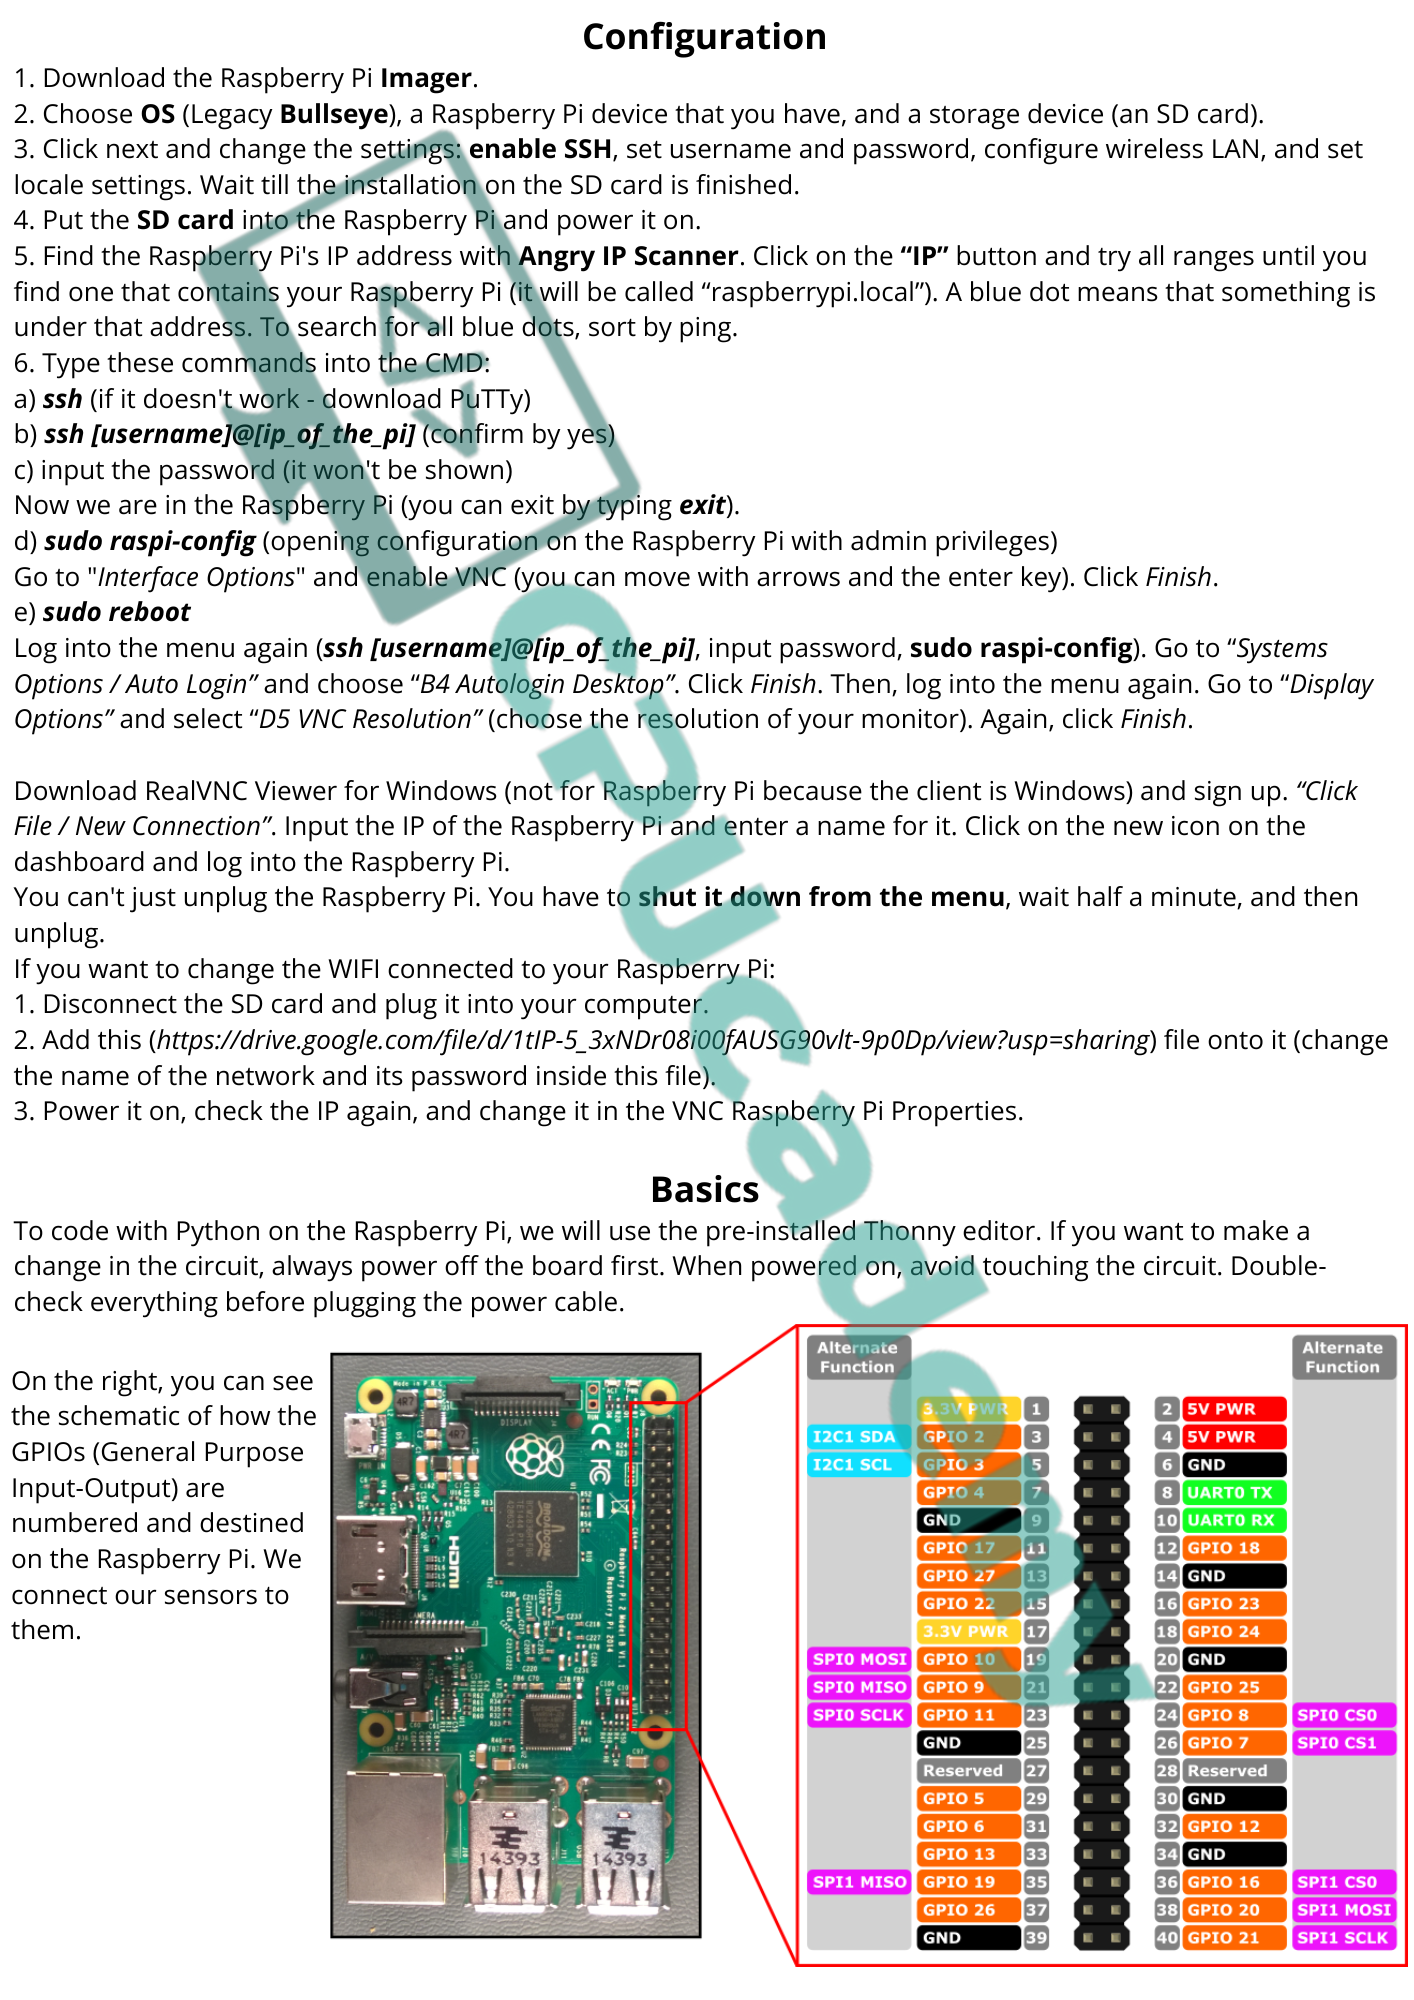 Configuration
1. Download the Raspberry Pi Imager.
2. Choose OS (Legacy Bullseye), a Raspberry Pi device that you have, and a storage device (an SD card).
3. Click next and change the settings: enable SSH, set username and password, configure wireless LAN, and set
locale settings. Wait till the installation on the SD card is finished.
4. Put the SD card into the Raspberry Pi and power it on.
5. Find the Raspberry Pi's IP address with Angry IP Scanner. Click on the “IP” button and try all ranges until you
find one that contains your Raspberry Pi (it will be called “raspberrypi.local”). A blue dot means that something is
under that address. To search for all blue dots, sort by ping.
6. Type these commands into the CMD:
a) ssh (if it doesn't work - download PuTTy)
b) ssh [username]@[ip_of_the_pi] (confirm by yes)
c) input the password (it won't be shown)
Now we are in the Raspberry Pi (you can exit by typing exit).
d) sudo raspi-config (opening configuration on the Raspberry Pi with admin privileges)
Go to "Interface Options" and enable VNC (you can move with arrows and the enter key). Click Finish.
e) sudo reboot
Log into the menu again (ssh [username]@[ip_of_the_pi], input password, sudo raspi-config). Go to “Systems
Options / Auto Login” and choose “B4 Autologin Desktop”. Click Finish. Then, log into the menu again. Go to “Display
Options” and select “D5 VNC Resolution” (choose the resolution of your monitor). Again, click Finish.
Download RealVNC Viewer for Windows (not for Raspberry Pi because the client is Windows) and sign up. “Click
File / New Connection”. Input the IP of the Raspberry Pi and enter a name for it. Click on the new icon on the
dashboard and log into the Raspberry Pi.
You can't just unplug the Raspberry Pi. You have to shut it down from the menu, wait half a minute, and then
unplug.
If you want to change the WIFI connected to your Raspberry Pi:
1. Disconnect the SD card and plug it into your computer.
2. Add this (https://drive.google.com/file/d/1tIP-5_3xNDr08i00fAUSG90vlt-9p0Dp/view?usp=sharing) file onto it (change
the name of the network and its password inside this file).
3. Power it on, check the IP again, and change it in the VNC Raspberry Pi Properties.
CPUcademy
Basics
To code with Python on the Raspberry Pi, we will use the pre-installed Thonny editor. If you want to make a
change in the circuit, always power off the board first. When powered on, avoid touching the circuit. Double-
check everything before plugging the power cable.
On the right, you can see
the schematic of how the
GPIOs (General Purpose
Input-Output) are
numbered and destined
on the Raspberry Pi. We
connect our sensors to
them.
DISPLAY
HDMI
CAMERA
Raspberry Pi 2 Model B V1.1
© Raspberry Pi 2014
14393
14393
Alternate
Function
Alternate
Function
3.3V PWR 1 2 5V PWR
I2C1 SDA GPIO 2 3 4 5V PWR
I2C1 SCL GPIO 3 5 6 GND
GPIO 4 7 8 UART0 TX
GND 9 10 UART0 RX
GPIO 17 11 12 GPIO 18
GPIO 27 13 14 GND
GPIO 22 15 16 GPIO 23
3.3V PWR 17 18 GPIO 24
SPI0 MOSI GPIO 10 19 20 GND
SPI0 MISO GPIO 9 21 22 GPIO 25
SPI0 SCLK GPIO 11 23 24 GPIO 8 SPI0 CS0
GND 25 26 GPIO 7 SPI0 CS1
Reserved 27 28 Reserved
GPIO 5 29 30 GND
GPIO 6 31 32 GPIO 12
GPIO 13 33 34 GND
SPI1 MISO GPIO 19 35 36 GPIO 16 SPI1 CS0
GPIO 26 37 38 GPIO 20 SPI1 MOSI
GND 39 40 GPIO 21 SPI1 SCLK